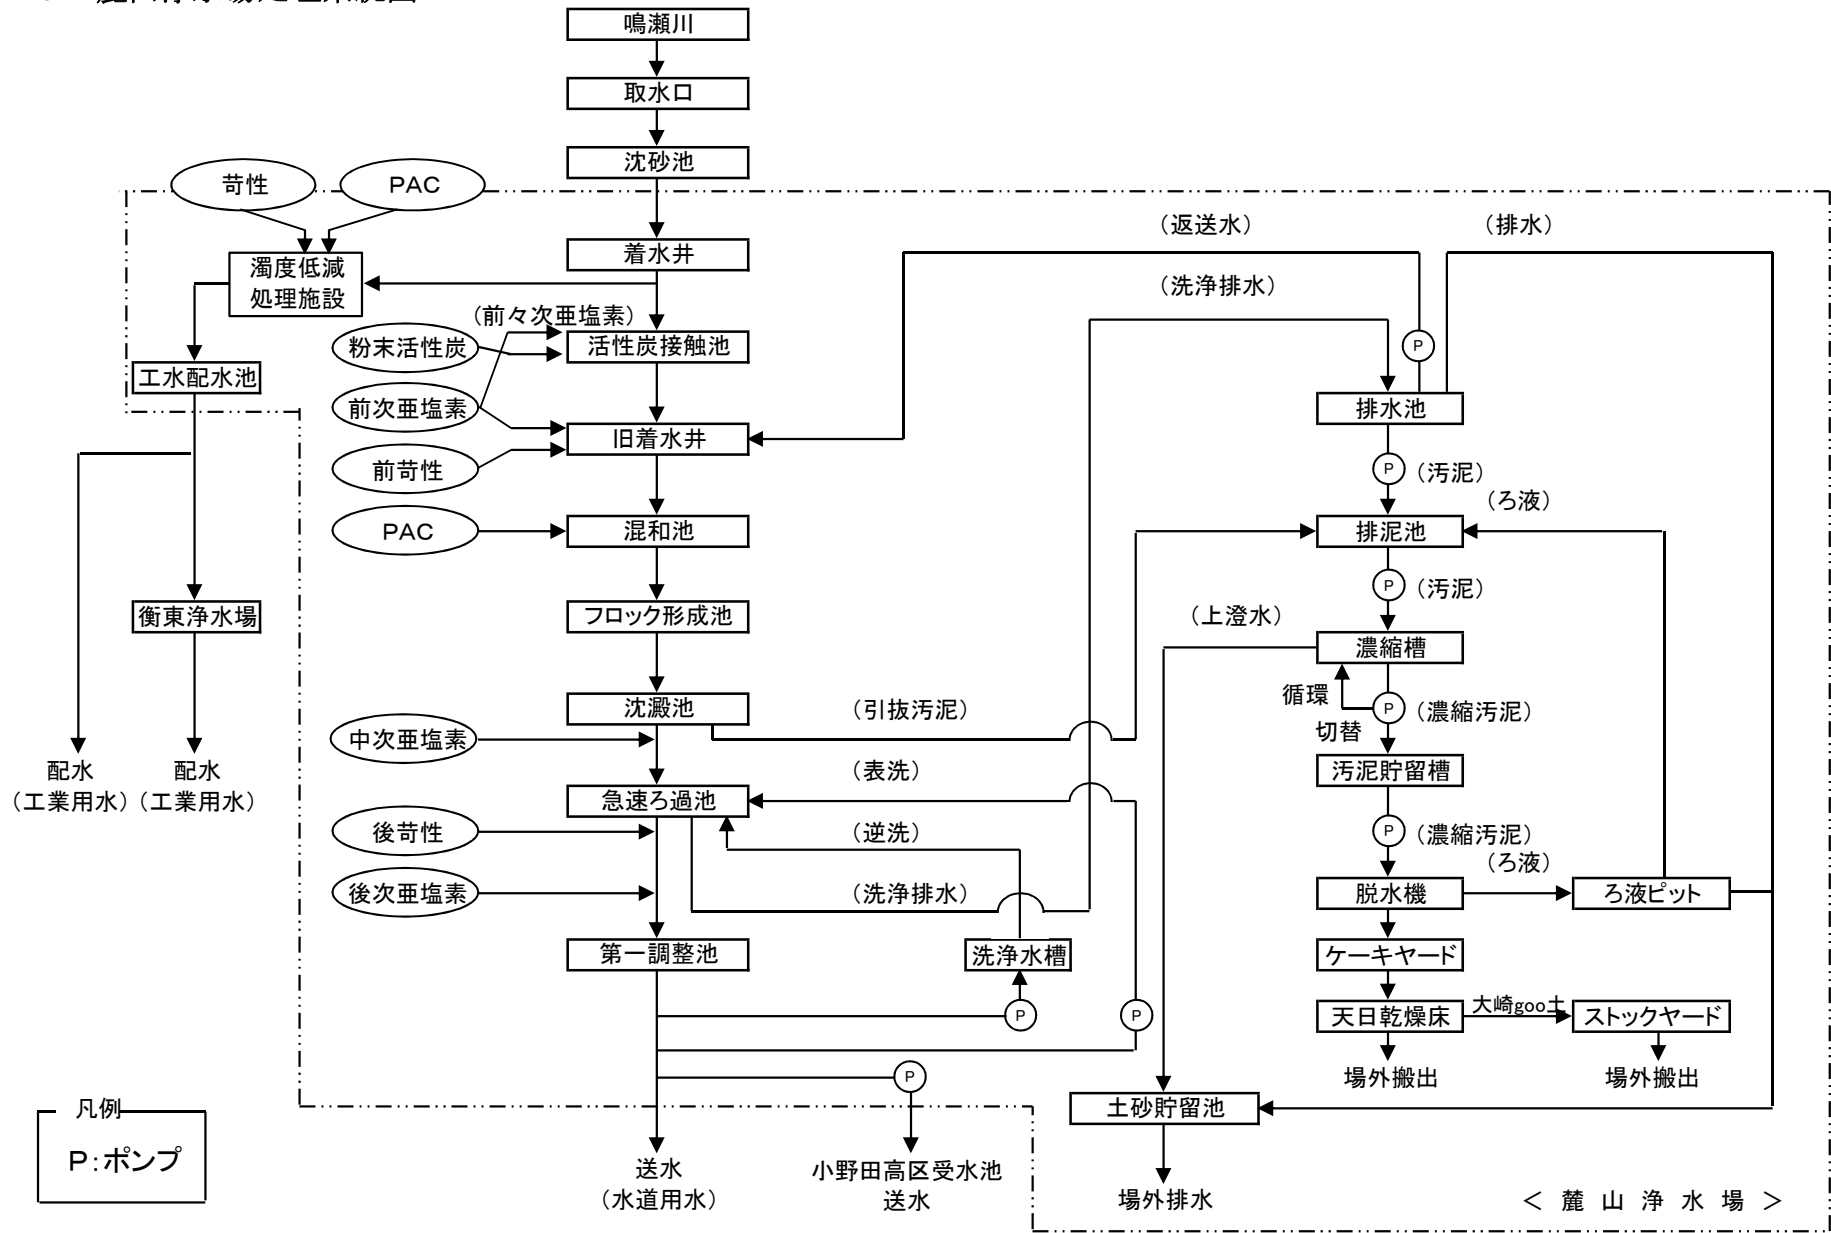 鳴瀬川
取水口
沈砂池
苛性
PAC
(返送水)
(排水)
着水井
濁度低減
処理施設
(洗浄排水)
(前々次亜塩素)
粉末活性炭
活性炭接触池
P
工水配水池
前次亜塩素
排水池
旧着水井
前苛性
P
(汚泥)
(ろ液)
PAC
混和池
排泥池
P
(汚泥)
衡東浄水場
フロック形成池
(上澄水)
濃縮槽
循環
P
(濃縮汚泥)
切替
沈澱池
(引抜汚泥)
中次亜塩素
配水
(工業用水)
配水
(工業用水)
(表洗)
汚泥貯留槽
急速ろ過池
後苛性
(逆洗)
P
(濃縮汚泥)
(ろ液)
後次亜塩素
(洗浄排水)
脱水機
ろ液ピット
第一調整池
洗浄水槽
ケーキヤード
P
P
天日乾燥床
大崎goo土
ストックヤード
P
場外搬出
場外搬出
土砂貯留池
凡例
P:ポンプ
送水
(水道用水)
小野田高区受水池
送水
場外排水
＜ 麓 山 浄 水 場 ＞